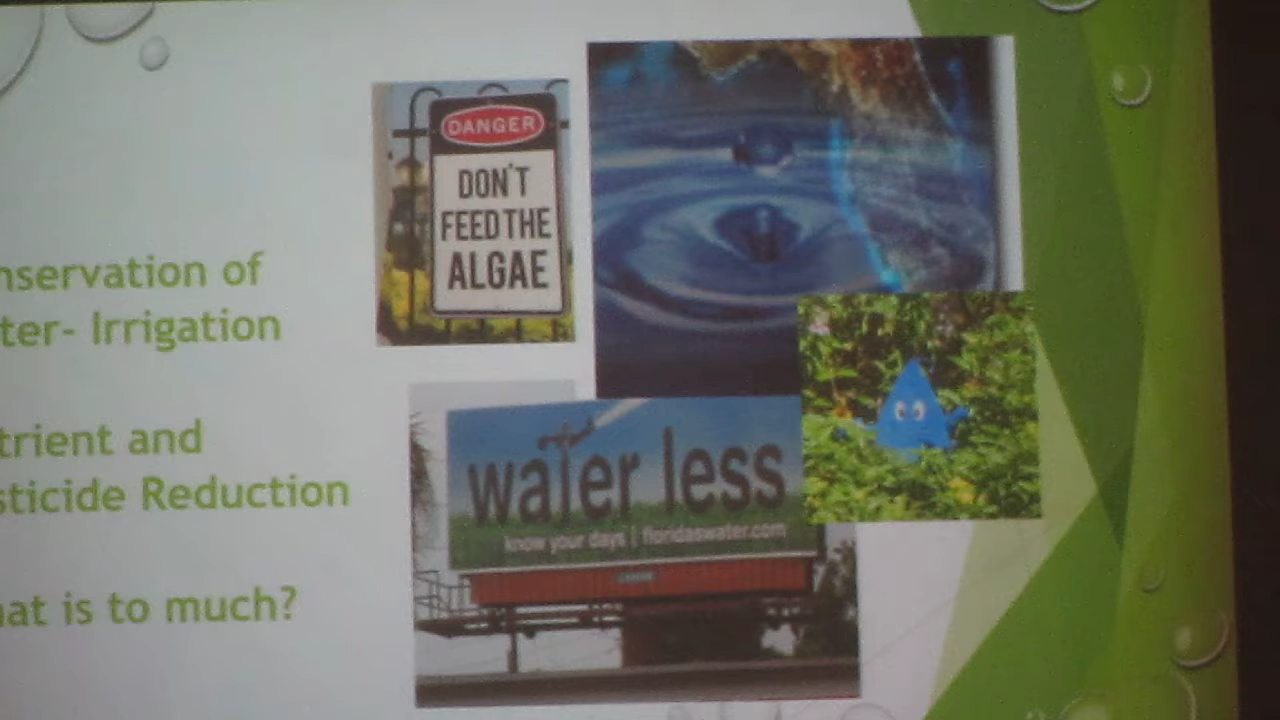 nservation of
ter- Irrigation
trient and
sticide Reduction
at is to much?
DANGER
DON'T
FEED THE
ALGAE
water less
know your days | floridaswater.com